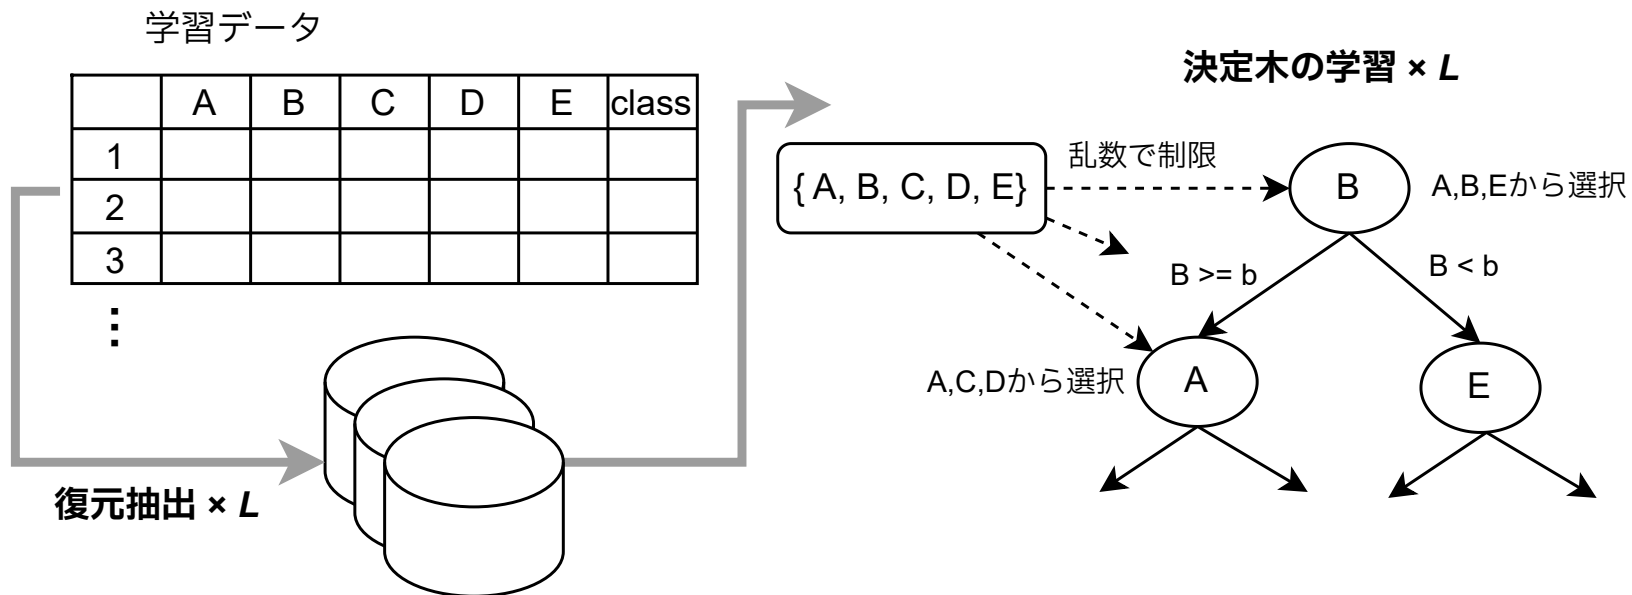 学習データ
A B C D E class
1
2
3
⋮
復元抽出 × L
決定木の学習 × L
{ A, B, C, D, E}
乱数で制限
B
A,B,Eから選択
B >= b
B < b
A,C,Dから選択
A
E